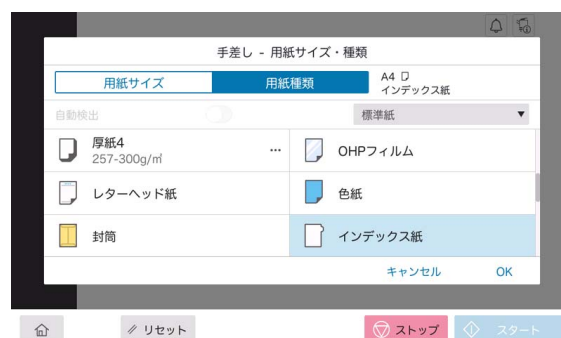 手差し - 用紙サイズ・種類
用紙サイズ
用紙種類
A4
インデックス紙
自動検出
標準紙
厚紙4
257-300g/㎡
OHPフィルム
レターヘッド紙
色紙
封筒
インデックス紙
キャンセル
OK
リセット
ストップ
スタート